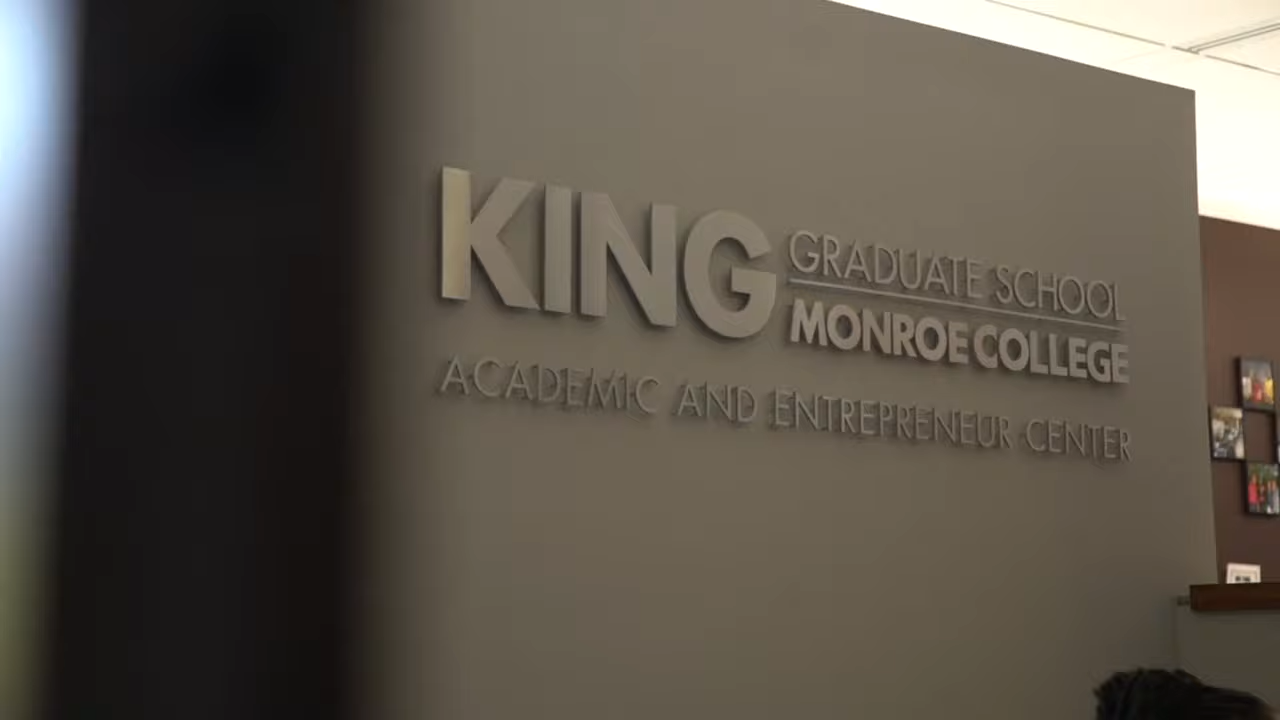 KING
GRADUATE SCHOOL
MONROE COLLEGE
ACADEMIC AND ENTREPRENEUR CENTER